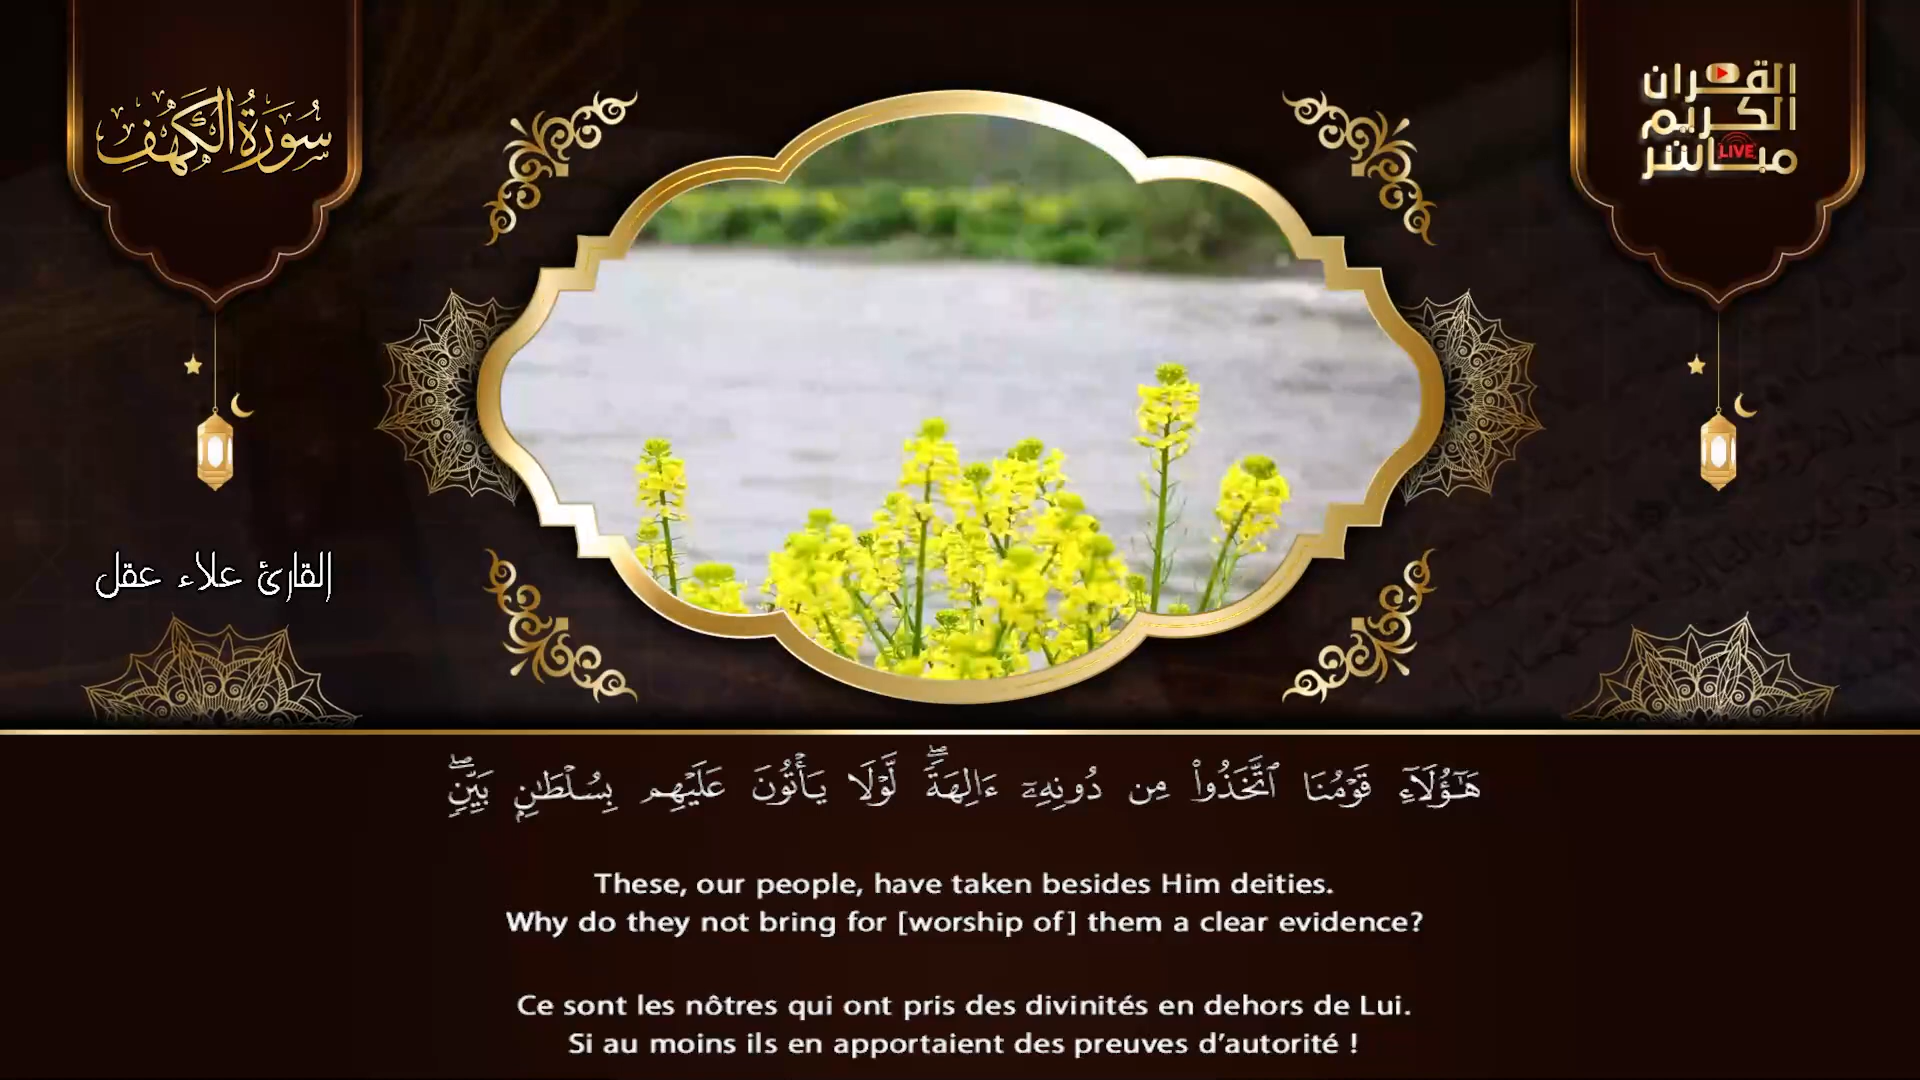 سُورَةُ الكَهْفِ
القرآن
الكريم
مباشر
LIVE
القارئ علاء عقل
هَـٰٓؤُلَآءِ قَوْمُنَا ٱتَّخَذُوا۟ مِن دُونِهِۦٓ ءَالِهَةً ۖ لَّوْلَا يَأْتُونَ عَلَيْهِم بِسُلْطَـٰنٍۭ بَيِّنٍ ۖ
These, our people, have taken besides Him deities.
Why do they not bring for [worship of] them a clear evidence?
Ce sont les nôtres qui ont pris des divinités en dehors de Lui.
Si au moins ils en apportaient des preuves d’autorité !